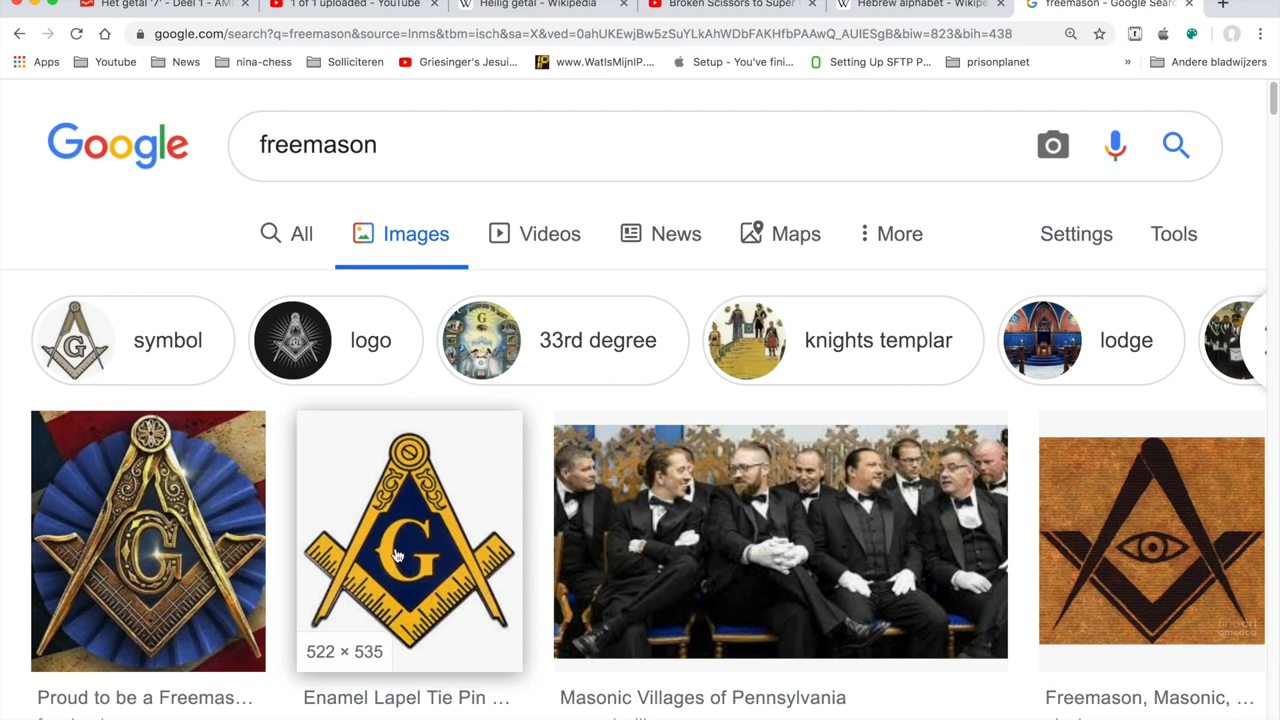 Het getal '7' - Deel 1 - AM
1 of 1 uploaded - YouTube
Heilig getal - Wikipedia
Broken Scissors to Super
Hebrew alphabet - Wikipe
freemason - Google Sear
google.com/search?q=freemason&source=lnms&tbm=isch&sa=X&ved=0ahUKEwjBw5zSuYLkAhWDbFAKHfbPAAwQ_AUIESgB&biw=823&bih=438
Apps
Youtube
News
nina-chess
Solliciteren
Griesinger's Jesui...
www.WatIsMijnIP....
Setup - You've fini...
Setting Up SFTP P...
prisonplanet
»
Andere bladwijzers
Google
freemason
All
Images
Videos
News
Maps
More
Settings
Tools
symbol
logo
33rd degree
knights templar
lodge
G
G
522 × 535
fine art
america
Proud to be a Freemas...
Enamel Lapel Tie Pin ...
Masonic Villages of Pennsylvania
Freemason, Masonic, ...